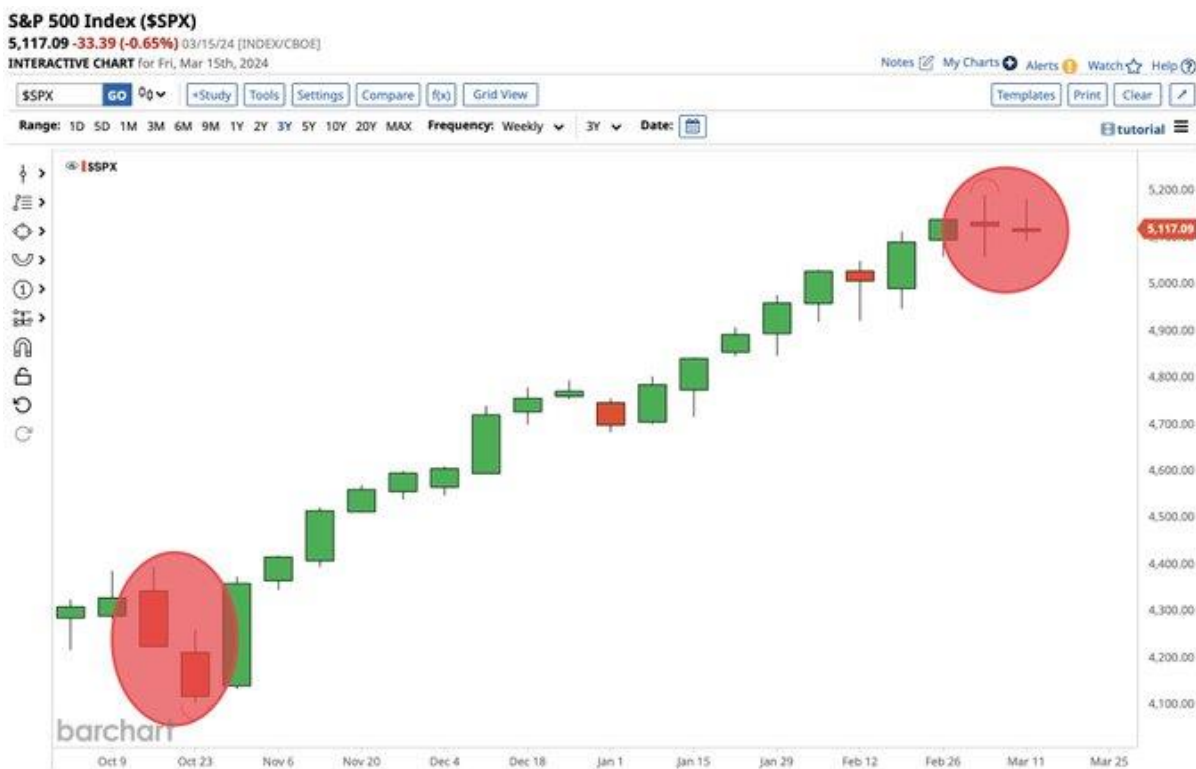 S&P 500 Index ($SPX)
5,117.09 -33.39 (-0.65%) 03/15/24 [INDEX/CBOE]
INTERACTIVE CHART for Fri, Mar 15th, 2024
Notes My Charts Alerts Watch Help
$SPX GO +Study Tools Settings Compare f(x) Grid View Templates Print Clear
Range: 1D 5D 1M 3M 6M 9M 1Y 2Y 3Y 5Y 10Y 20Y MAX Frequency: Weekly 3Y Date: tutorial
$SPX
5,200.00
5,117.09
5,000.00
4,900.00
4,800.00
4,700.00
4,600.00
4,500.00
4,400.00
4,300.00
4,200.00
4,100.00
barchart
Oct 9 Oct 23 Nov 6 Nov 20 Dec 4 Dec 18 Jan 1 Jan 15 Jan 29 Feb 12 Feb 26 Mar 11 Mar 25